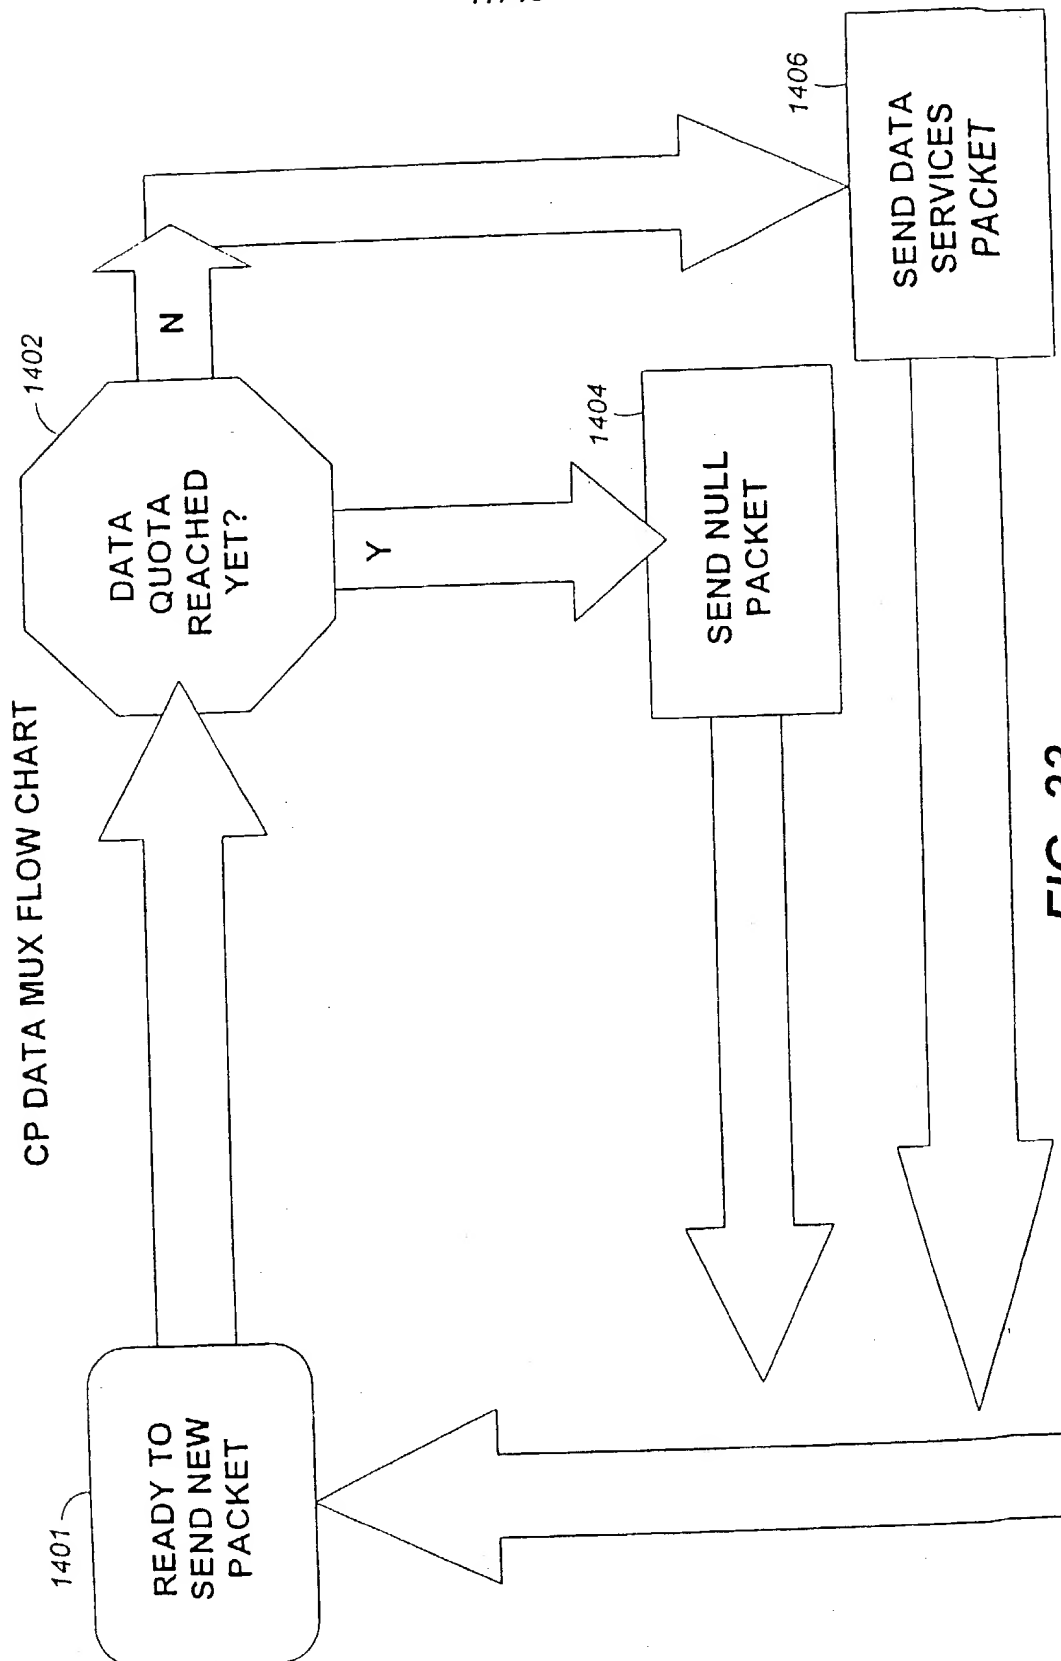 CP DATA MUX FLOW CHART
1401
READY TO
SEND NEW
PACKET
1402
DATA
QUOTA
REACHED
YET?
N
Y
1404
SEND NULL
PACKET
1406
SEND DATA
SERVICES
PACKET
FIG.